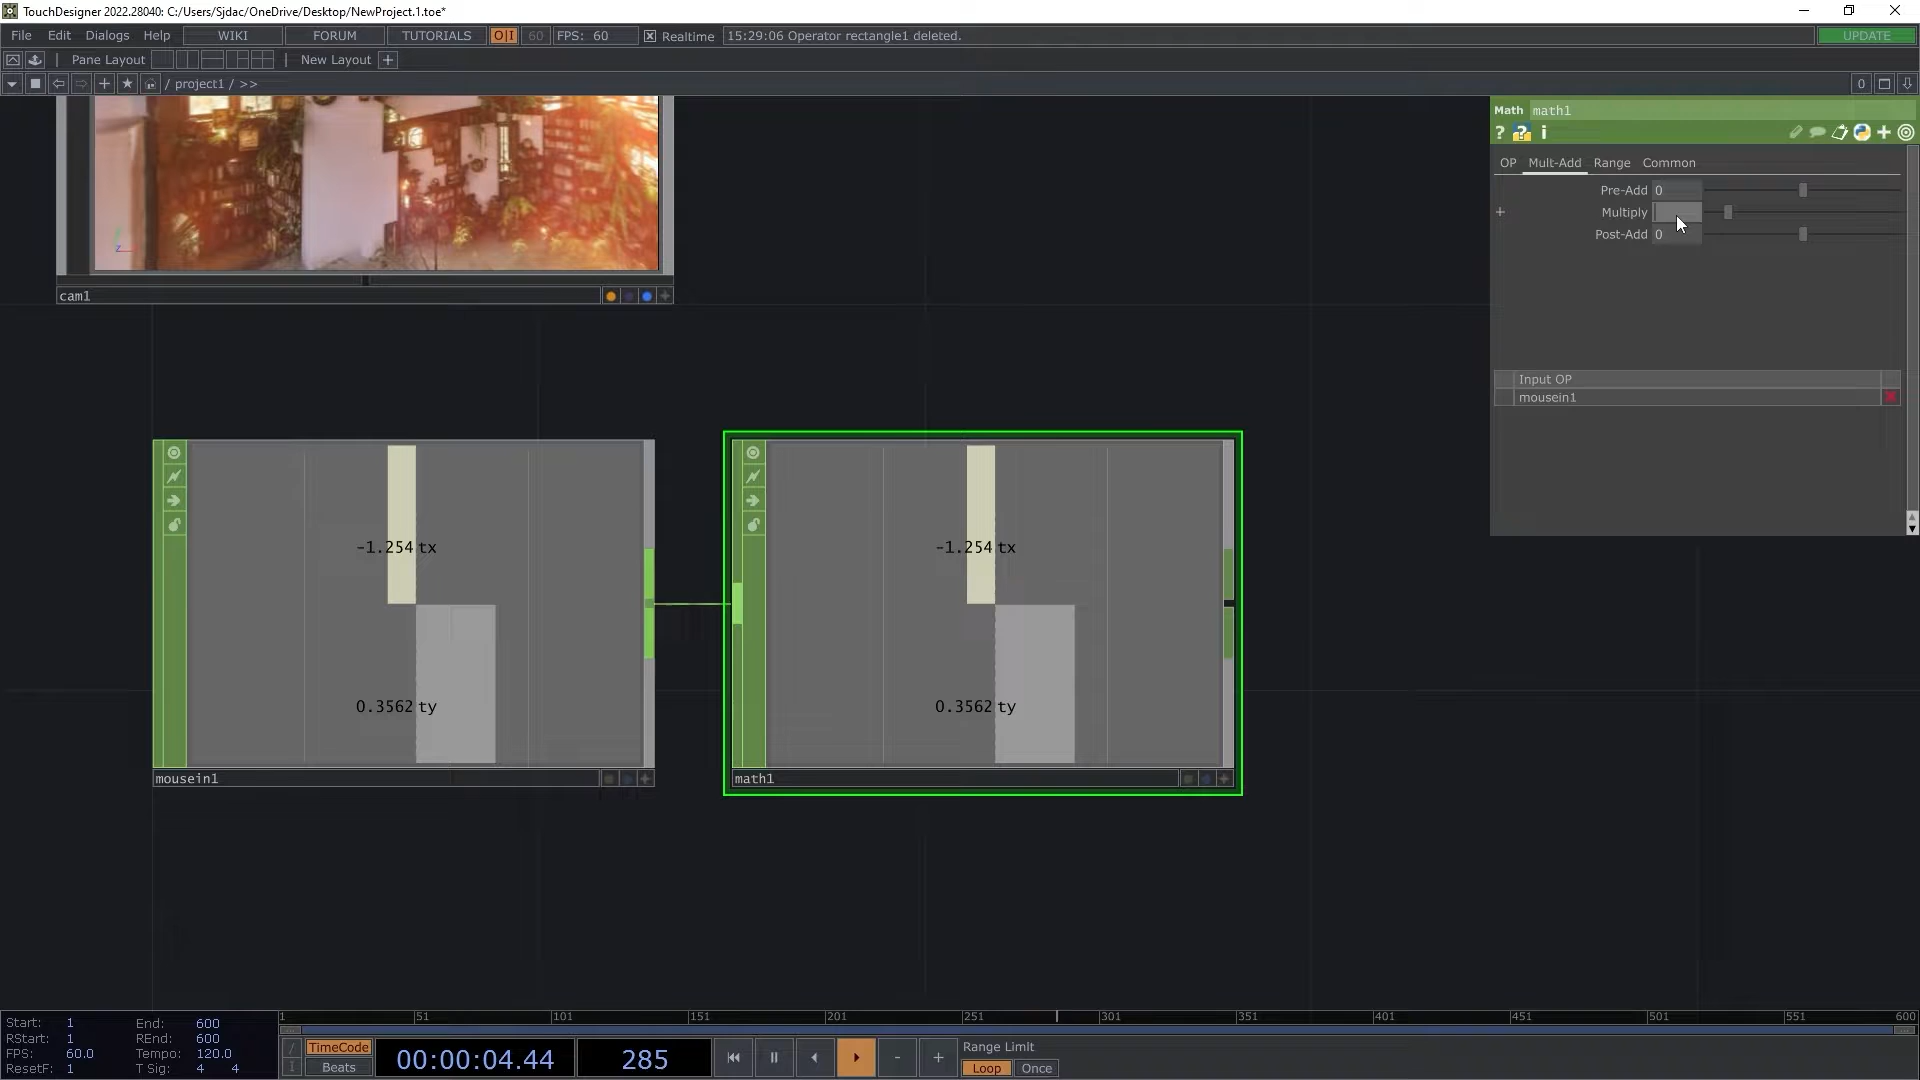 TouchDesigner 2022.28040: C:/Users/Sjdac/OneDrive/Desktop/NewProject.1.toe*
File Edit Dialogs Help WIKI FORUM TUTORIALS O|I 60 FPS: 60 Realtime 15:29:06 Operator rectangle1 deleted. UPDATE
Pane Layout New Layout +
/ project1 / >> 0
Math math1
? ? i
OP Mult-Add Range Common
Pre-Add 0
+ Multiply
Post-Add 0
cam1
Input OP
mousein1
-1.254 tx
0.3562 ty
mousein1
-1.254 tx
0.3562 ty
math1
1 51 101 151 201 251 301 351 401 451 501 551 600
Start: 1 End: 600
RStart: 1 REnd: 600
FPS: 60.0 Tempo: 120.0
ResetF: 1 T Sig: 4 4
TimeCode
Beats
00:00:04.44
285
- +
Range Limit
Loop Once